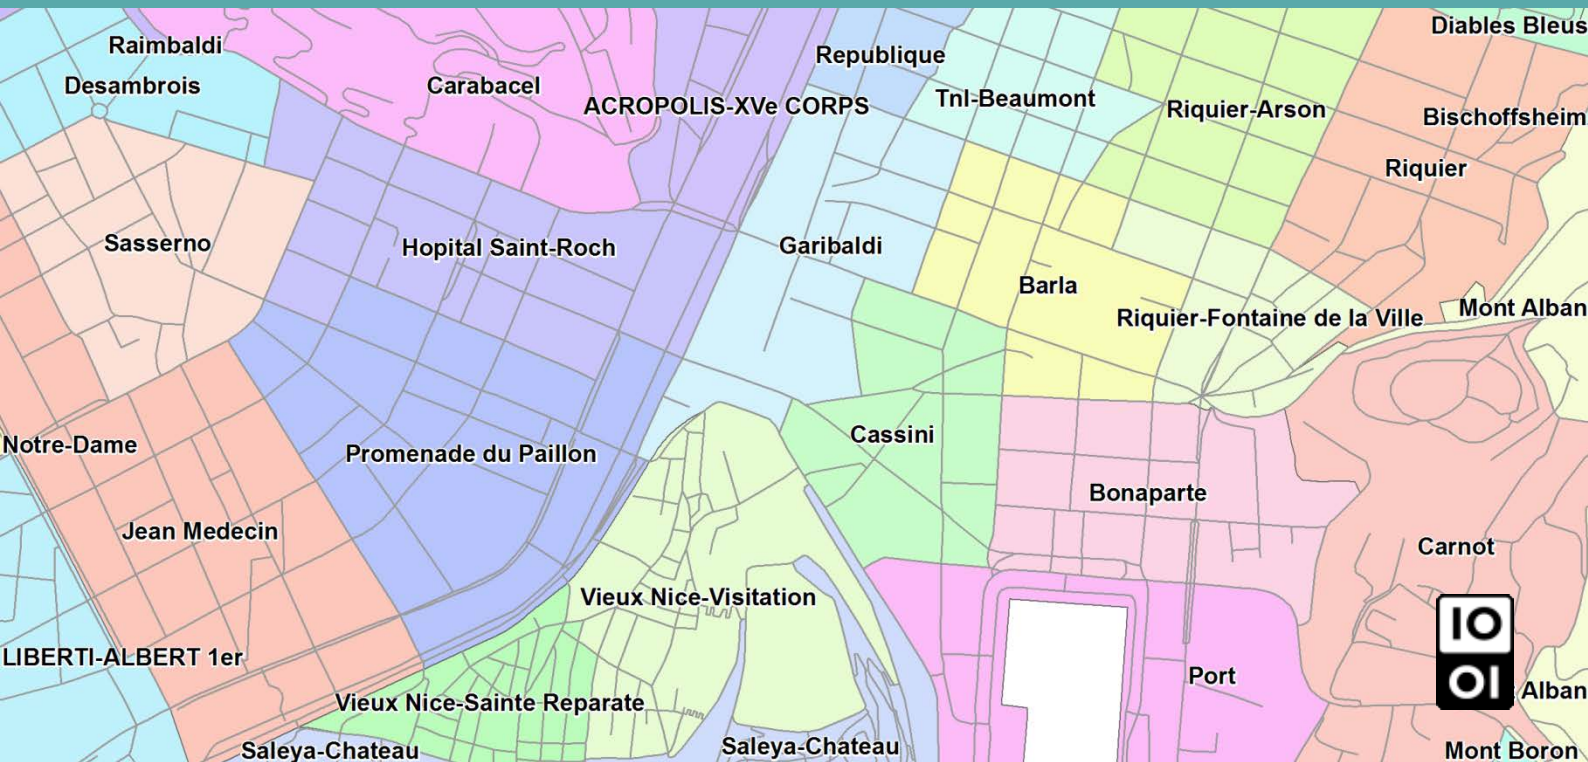 Raimbaldi
Desambrois
Carabacel
ACROPOLIS-XVe CORPS
Republique
Tnl-Beaumont
Riquier-Arson
Diables Bleus
Bischoffsheim
Riquier
Sasserno
Hopital Saint-Roch
Garibaldi
Barla
Riquier-Fontaine de la Ville
Mont Alban
Notre-Dame
Promenade du Paillon
Cassini
Bonaparte
Jean Medecin
Carnot
Vieux Nice-Visitation
LIBERTI-ALBERT 1er
Vieux Nice-Sainte Reparate
Port
Alban
Saleya-Chateau
Saleya-Chateau
Mont Boron
IO
OI